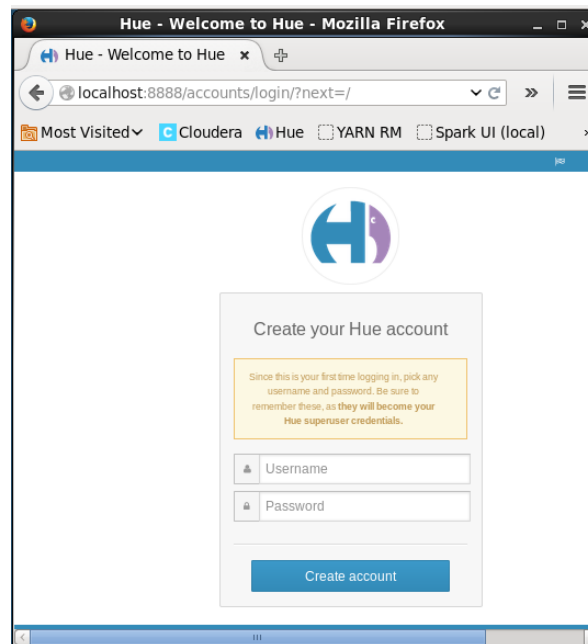 Hue - Welcome to Hue - Mozilla Firefox
Hue - Welcome to Hue
localhost:8888/accounts/login/?next=/
Most Visited Cloudera Hue YARN RM Spark UI (local)
Create your Hue account
Since this is your first time logging in, pick any
username and password. Be sure to
remember these, as they will become your
Hue superuser credentials.
Username
Password
Create account